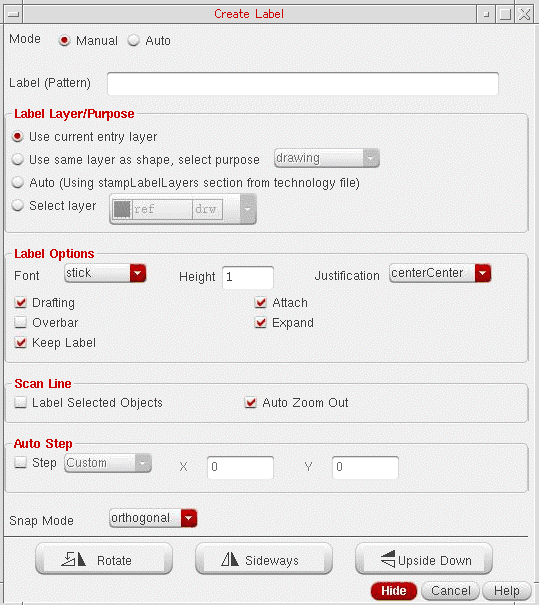 Create Label
Mode Manual Auto
Label (Pattern)
Label Layer/Purpose
Use current entry layer
Use same layer as shape, select purpose drawing
Auto (Using stampLabelLayers section from technology file)
Select layer ref drw
Label Options
Font stick Height 1 Justification centerCenter
Drafting Attach
Overbar Expand
Keep Label
Scan Line
Label Selected Objects Auto Zoom Out
Auto Step
Step Custom X 0 Y 0
Snap Mode orthogonal
Rotate Sideways Upside Down
Hide Cancel Help